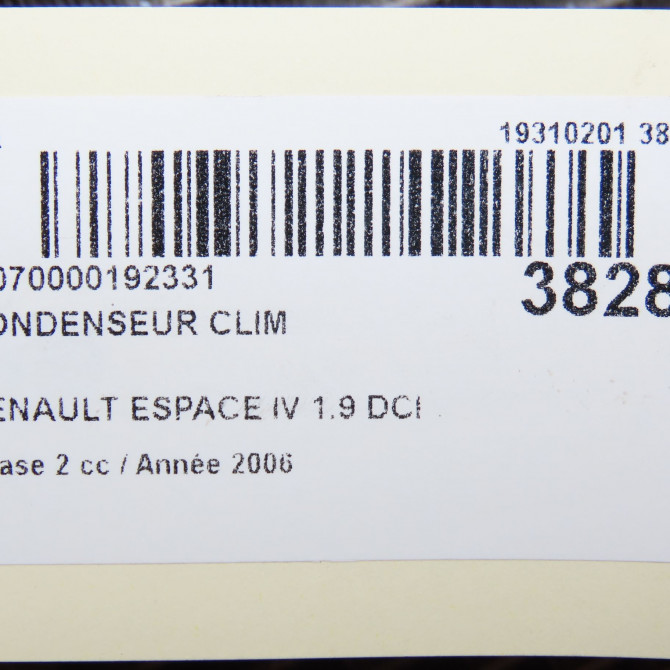 19310201 38
070000192331
3828
ONDENSEUR CLIM
ENAULT ESPACE IV 1.9 DCI
ase 2 cc / Année 2006